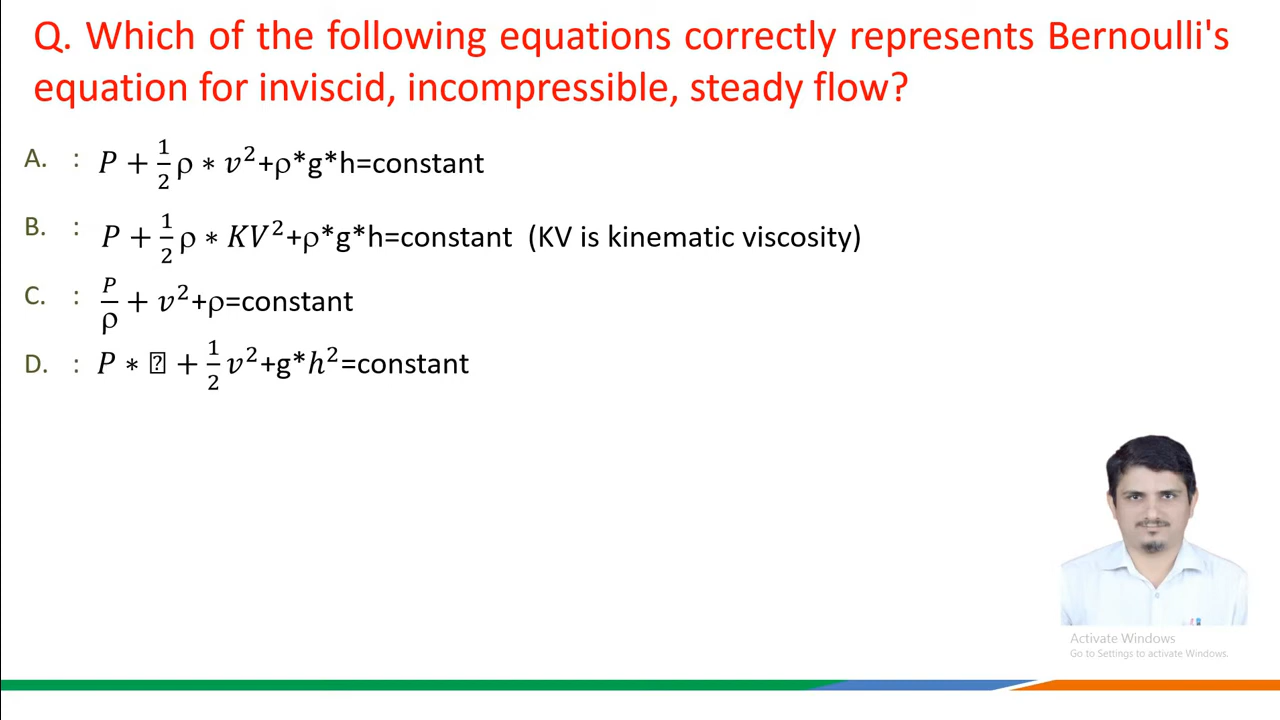 Q. Which of the following equations correctly represents Bernoulli's
equation for inviscid, incompressible, steady flow?
A. : P + 1/2 ρ * v²+ρ*g*h=constant
B. : P + 1/2 ρ * KV²+ρ*g*h=constant (KV is kinematic viscosity)
C. : P/ρ + v²+ρ=constant
D. : P * ⍰ + 1/2 v²+g*h²=constant
Activate Windows
Go to Settings to activate Windows.